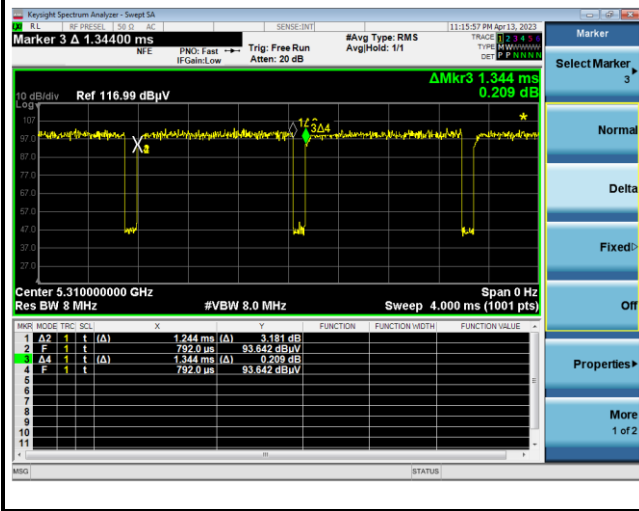 Keysight Spectrum Analyzer - Swept SA
RL RF PRESEL 50 Ω AC SENSE:INT 11:15:57 PM Apr 13, 2023
Marker 3 Δ 1.34400 ms
NFE PNO: Fast Trig: Free Run #Avg Type: RMS TRACE 1 2 3 4 5 6
IFGain:Low Atten: 20 dB Avg|Hold: 1/1 TYPE M WWWWW
DET P P N N N N
ΔMkr3 1.344 ms
0.209 dB
10 dB/div Ref 116.99 dBµV
Log
107
97.0
87.0
77.0
67.0
57.0
47.0
37.0
27.0
3Δ4
Center 5.310000000 GHz Span 0 Hz
Res BW 8 MHz #VBW 8.0 MHz Sweep 4.000 ms (1001 pts)
MKR MODE TRC SCL X Y FUNCTION FUNCTION WIDTH FUNCTION VALUE
1 Δ2 1 t (Δ) 1.244 ms (Δ) 3.181 dB
2 F 1 t 792.0 µs 93.642 dBµV
3 Δ4 1 t (Δ) 1.344 ms (Δ) 0.209 dB
4 F 1 t 792.0 µs 93.642 dBµV
5
6
7
8
9
10
11
MSG STATUS
Marker
Select Marker
3
Normal
Delta
Fixed
Off
Properties
More
1 of 2